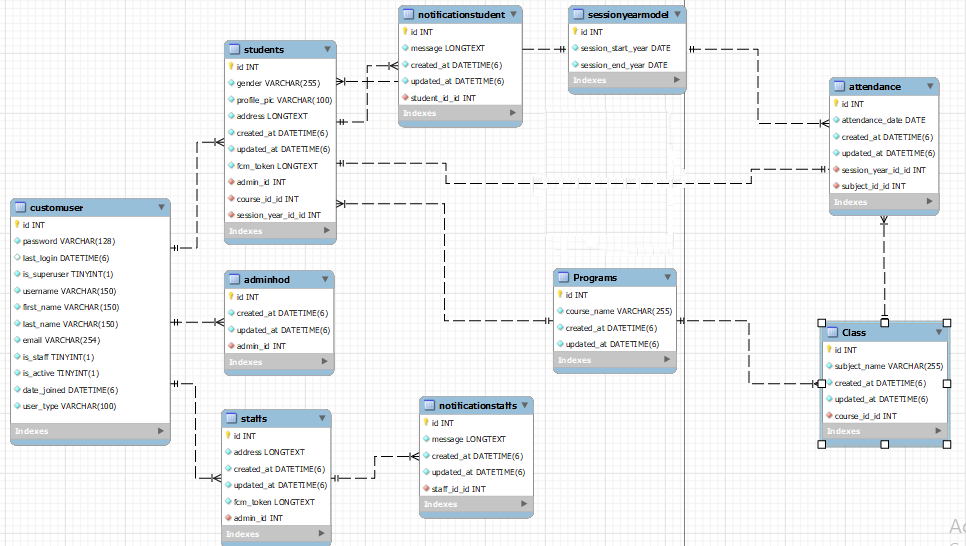 notificationstudent
id INT
message LONGTEXT
created_at DATETIME(6)
updated_at DATETIME(6)
student_id_id INT
Indexes
sessionyearmodel
id INT
session_start_year DATE
session_end_year DATE
Indexes
students
id INT
gender VARCHAR(255)
profile_pic VARCHAR(100)
address LONGTEXT
created_at DATETIME(6)
updated_at DATETIME(6)
fcm_token LONGTEXT
admin_id INT
course_id_id INT
session_year_id_id INT
Indexes
attendance
id INT
attendance_date DATE
created_at DATETIME(6)
updated_at DATETIME(6)
session_year_id_id INT
subject_id_id INT
Indexes
customuser
id INT
password VARCHAR(128)
last_login DATETIME(6)
is_superuser TINYINT(1)
username VARCHAR(150)
first_name VARCHAR(150)
last_name VARCHAR(150)
email VARCHAR(254)
is_staff TINYINT(1)
is_active TINYINT(1)
date_joined DATETIME(6)
user_type VARCHAR(100)
Indexes
adminhod
id INT
created_at DATETIME(6)
updated_at DATETIME(6)
admin_id INT
Indexes
Programs
id INT
course_name VARCHAR(255)
created_at DATETIME(6)
updated_at DATETIME(6)
Indexes
Class
id INT
subject_name VARCHAR(255)
created_at DATETIME(6)
updated_at DATETIME(6)
course_id_id INT
Indexes
staffs
id INT
address LONGTEXT
created_at DATETIME(6)
updated_at DATETIME(6)
fcm_token LONGTEXT
admin_id INT
Indexes
notificationstaffs
id INT
message LONGTEXT
created_at DATETIME(6)
updated_at DATETIME(6)
staff_id_id INT
Indexes